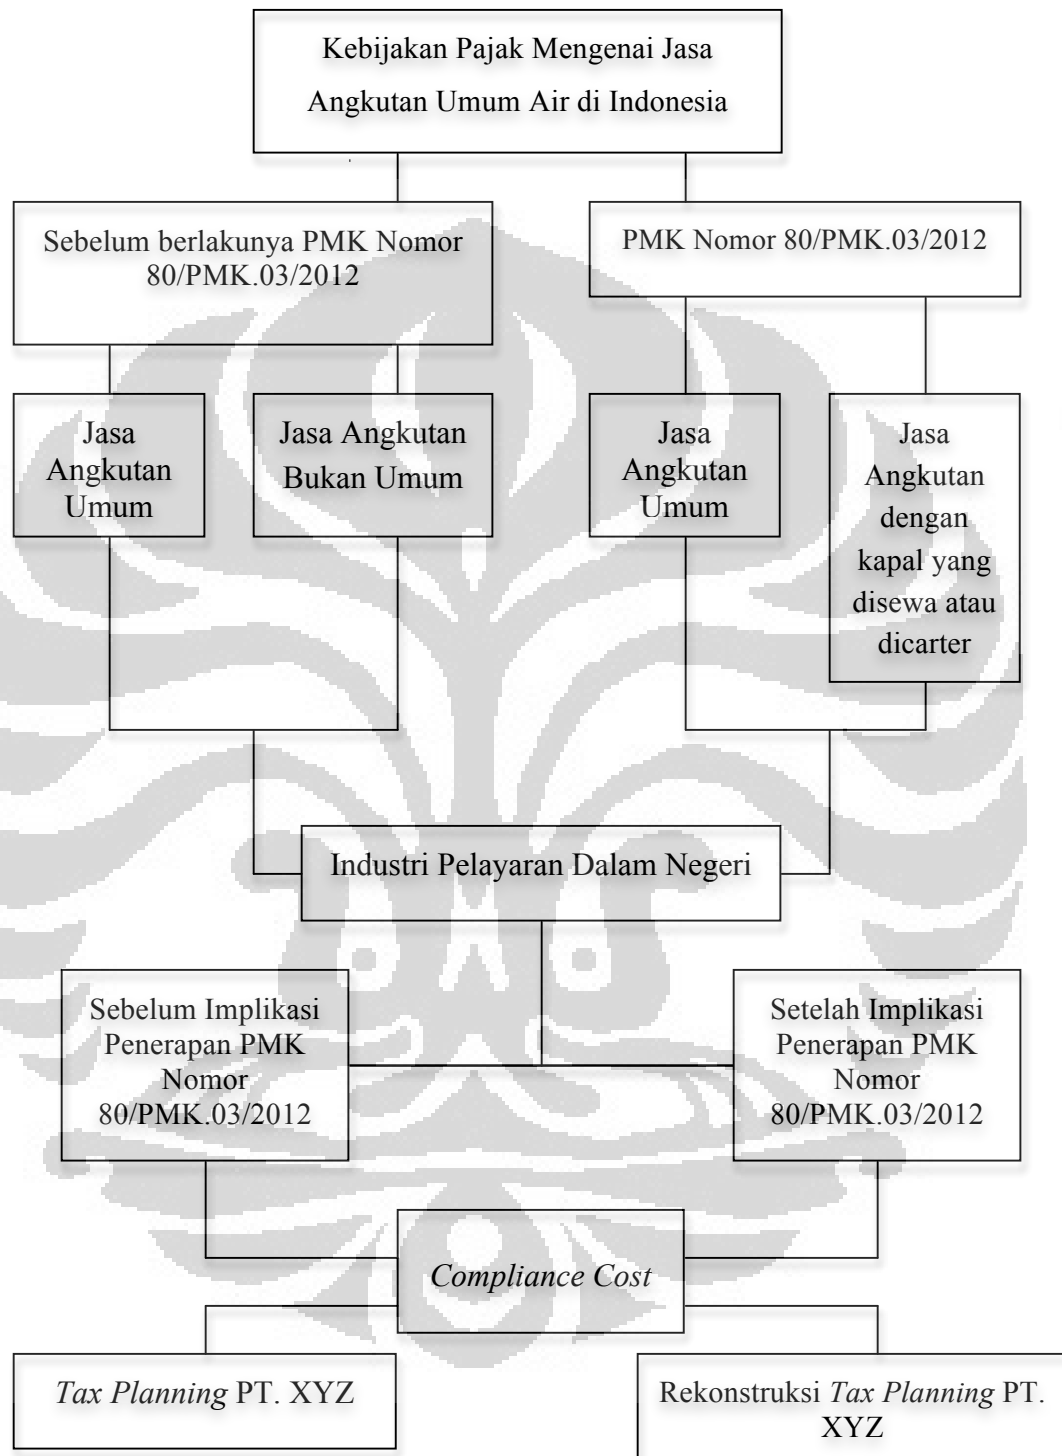 Kebijakan Pajak Mengenai Jasa
Angkutan Umum Air di Indonesia
Sebelum berlakunya PMK Nomor
80/PMK.03/2012
PMK Nomor 80/PMK.03/2012
Jasa
Angkutan
Umum
Jasa Angkutan
Bukan Umum
Jasa
Angkutan
Umum
Jasa
Angkutan
dengan
kapal yang
disewa atau
dicarter
Industri Pelayaran Dalam Negeri
Sebelum Implikasi
Penerapan PMK
Nomor
80/PMK.03/2012
Setelah Implikasi
Penerapan PMK
Nomor
80/PMK.03/2012
Compliance Cost
Tax Planning PT. XYZ
Rekonstruksi Tax Planning PT.
XYZ